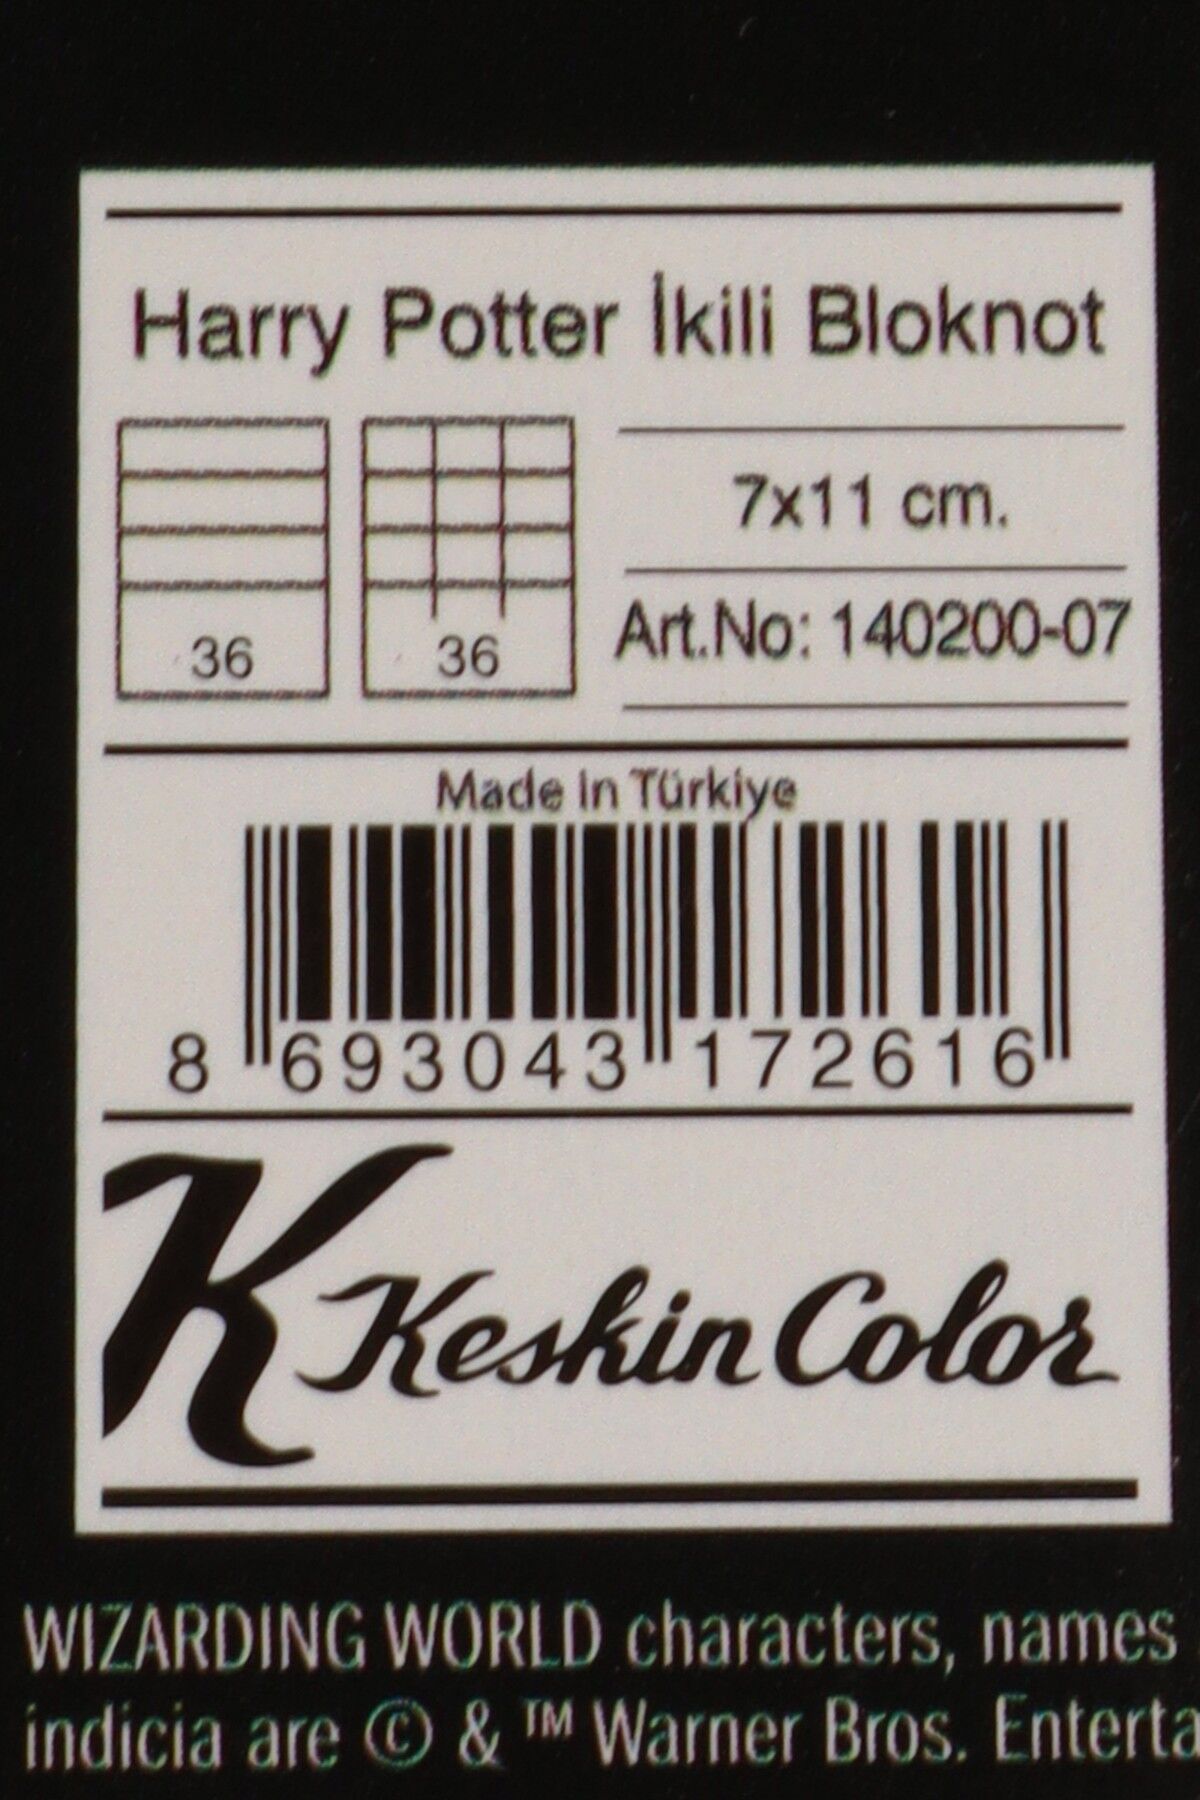 Harry Potter İkili Bloknot
36
36
7x11 cm.
Art.No: 140200-07
Made in Türkiye
8 693043 172616
K Keskin Color
WIZARDING WORLD characters, names
indicia are © & ™ Warner Bros. Enterta